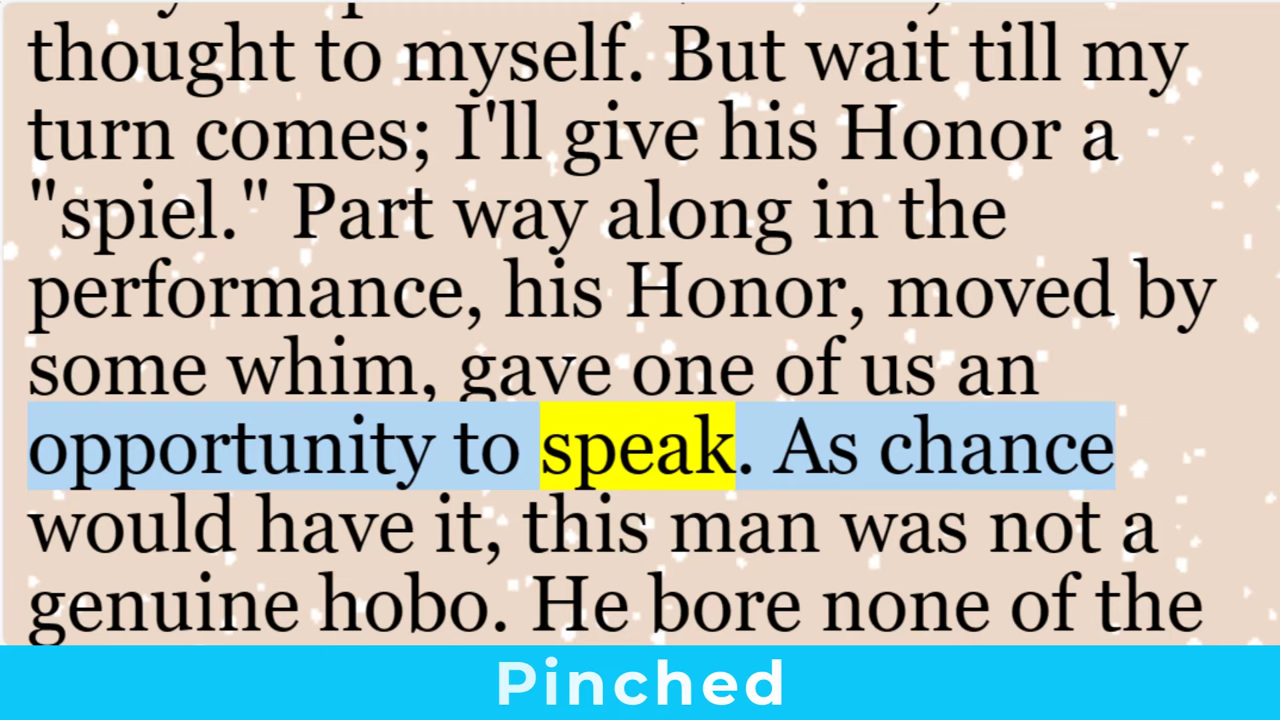 thought to myself. But wait till my
turn comes; I'll give his Honor a
"spiel." Part way along in the
performance, his Honor, moved by
some whim, gave one of us an
opportunity to speak. As chance
would have it, this man was not a
genuine hobo. He bore none of the
Pinched